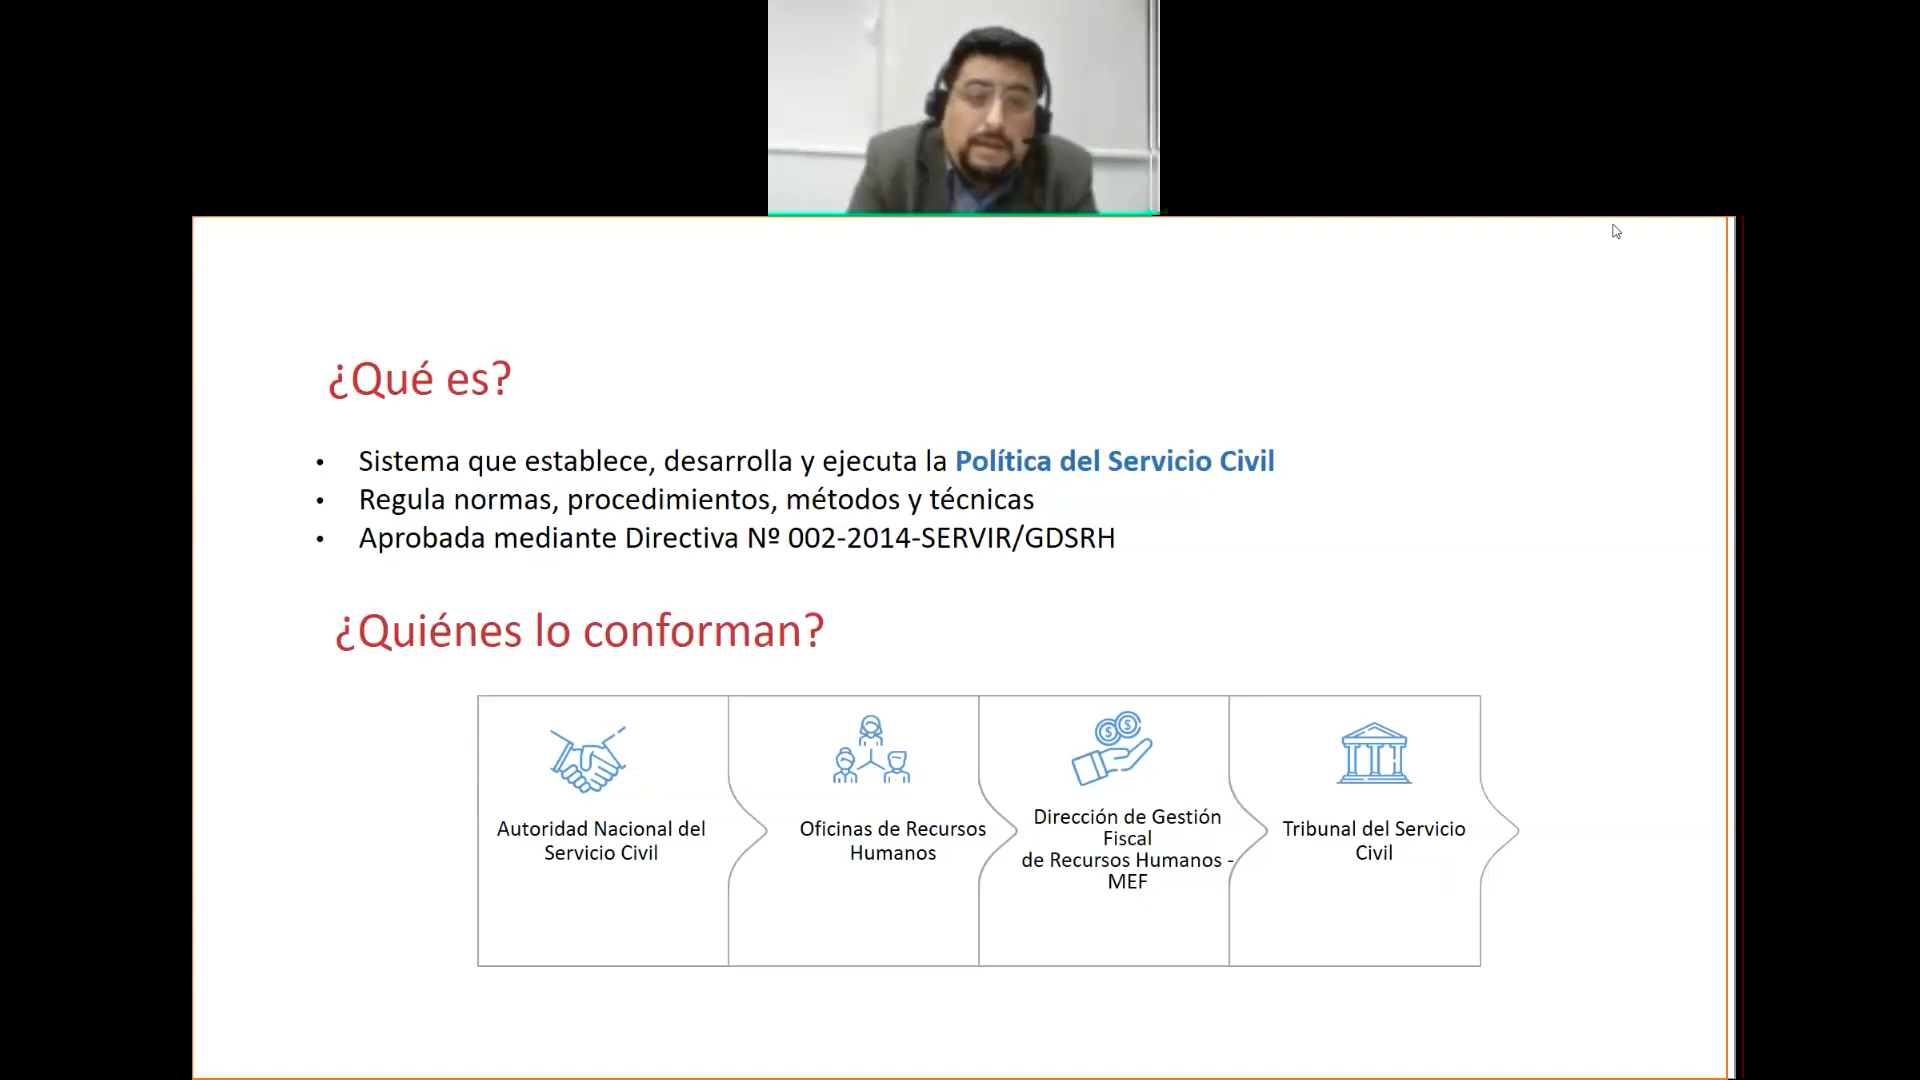 ¿Qué es?
• Sistema que establece, desarrolla y ejecuta la Política del Servicio Civil
• Regula normas, procedimientos, métodos y técnicas
• Aprobada mediante Directiva Nº 002-2014-SERVIR/GDSRH
¿Quiénes lo conforman?
Autoridad Nacional del
Servicio Civil
Oficinas de Recursos
Humanos
Dirección de Gestión
Fiscal
de Recursos Humanos -
MEF
Tribunal del Servicio
Civil